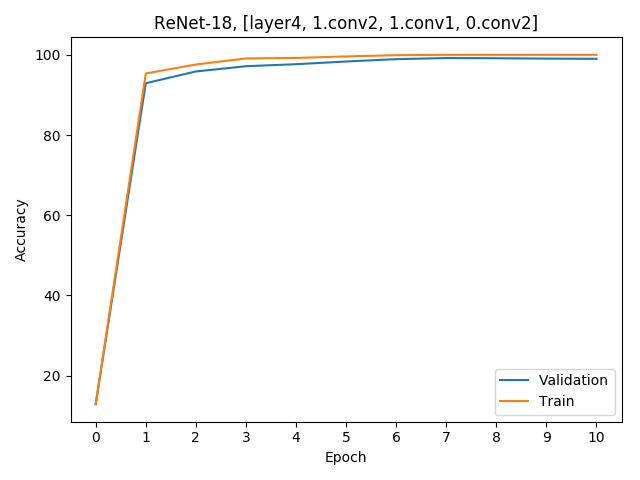 ReNet-18, [layer4, 1.conv2, 1.conv1, 0.conv2]
100
80
60
40
20
Accuracy
0 1 2 3 4 5 6 7 8 9 10
Epoch
Validation
Train